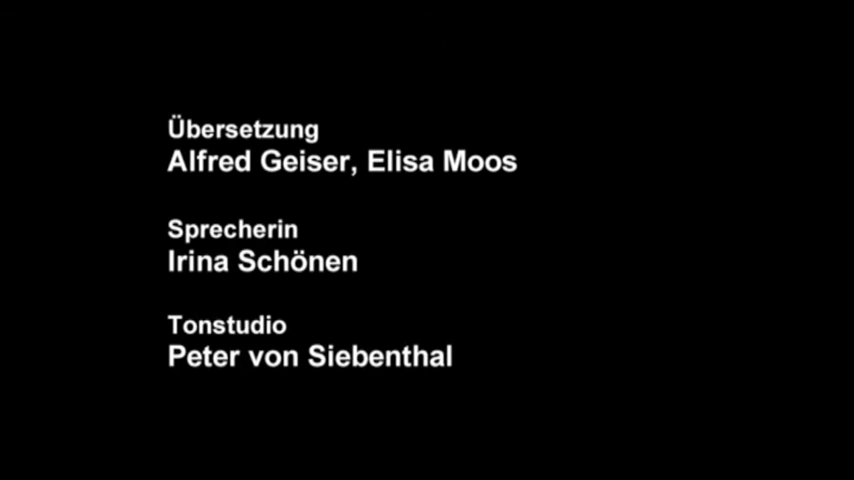 Übersetzung
Alfred Geiser, Elisa Moos
Sprecherin
Irina Schönen
Tonstudio
Peter von Siebenthal